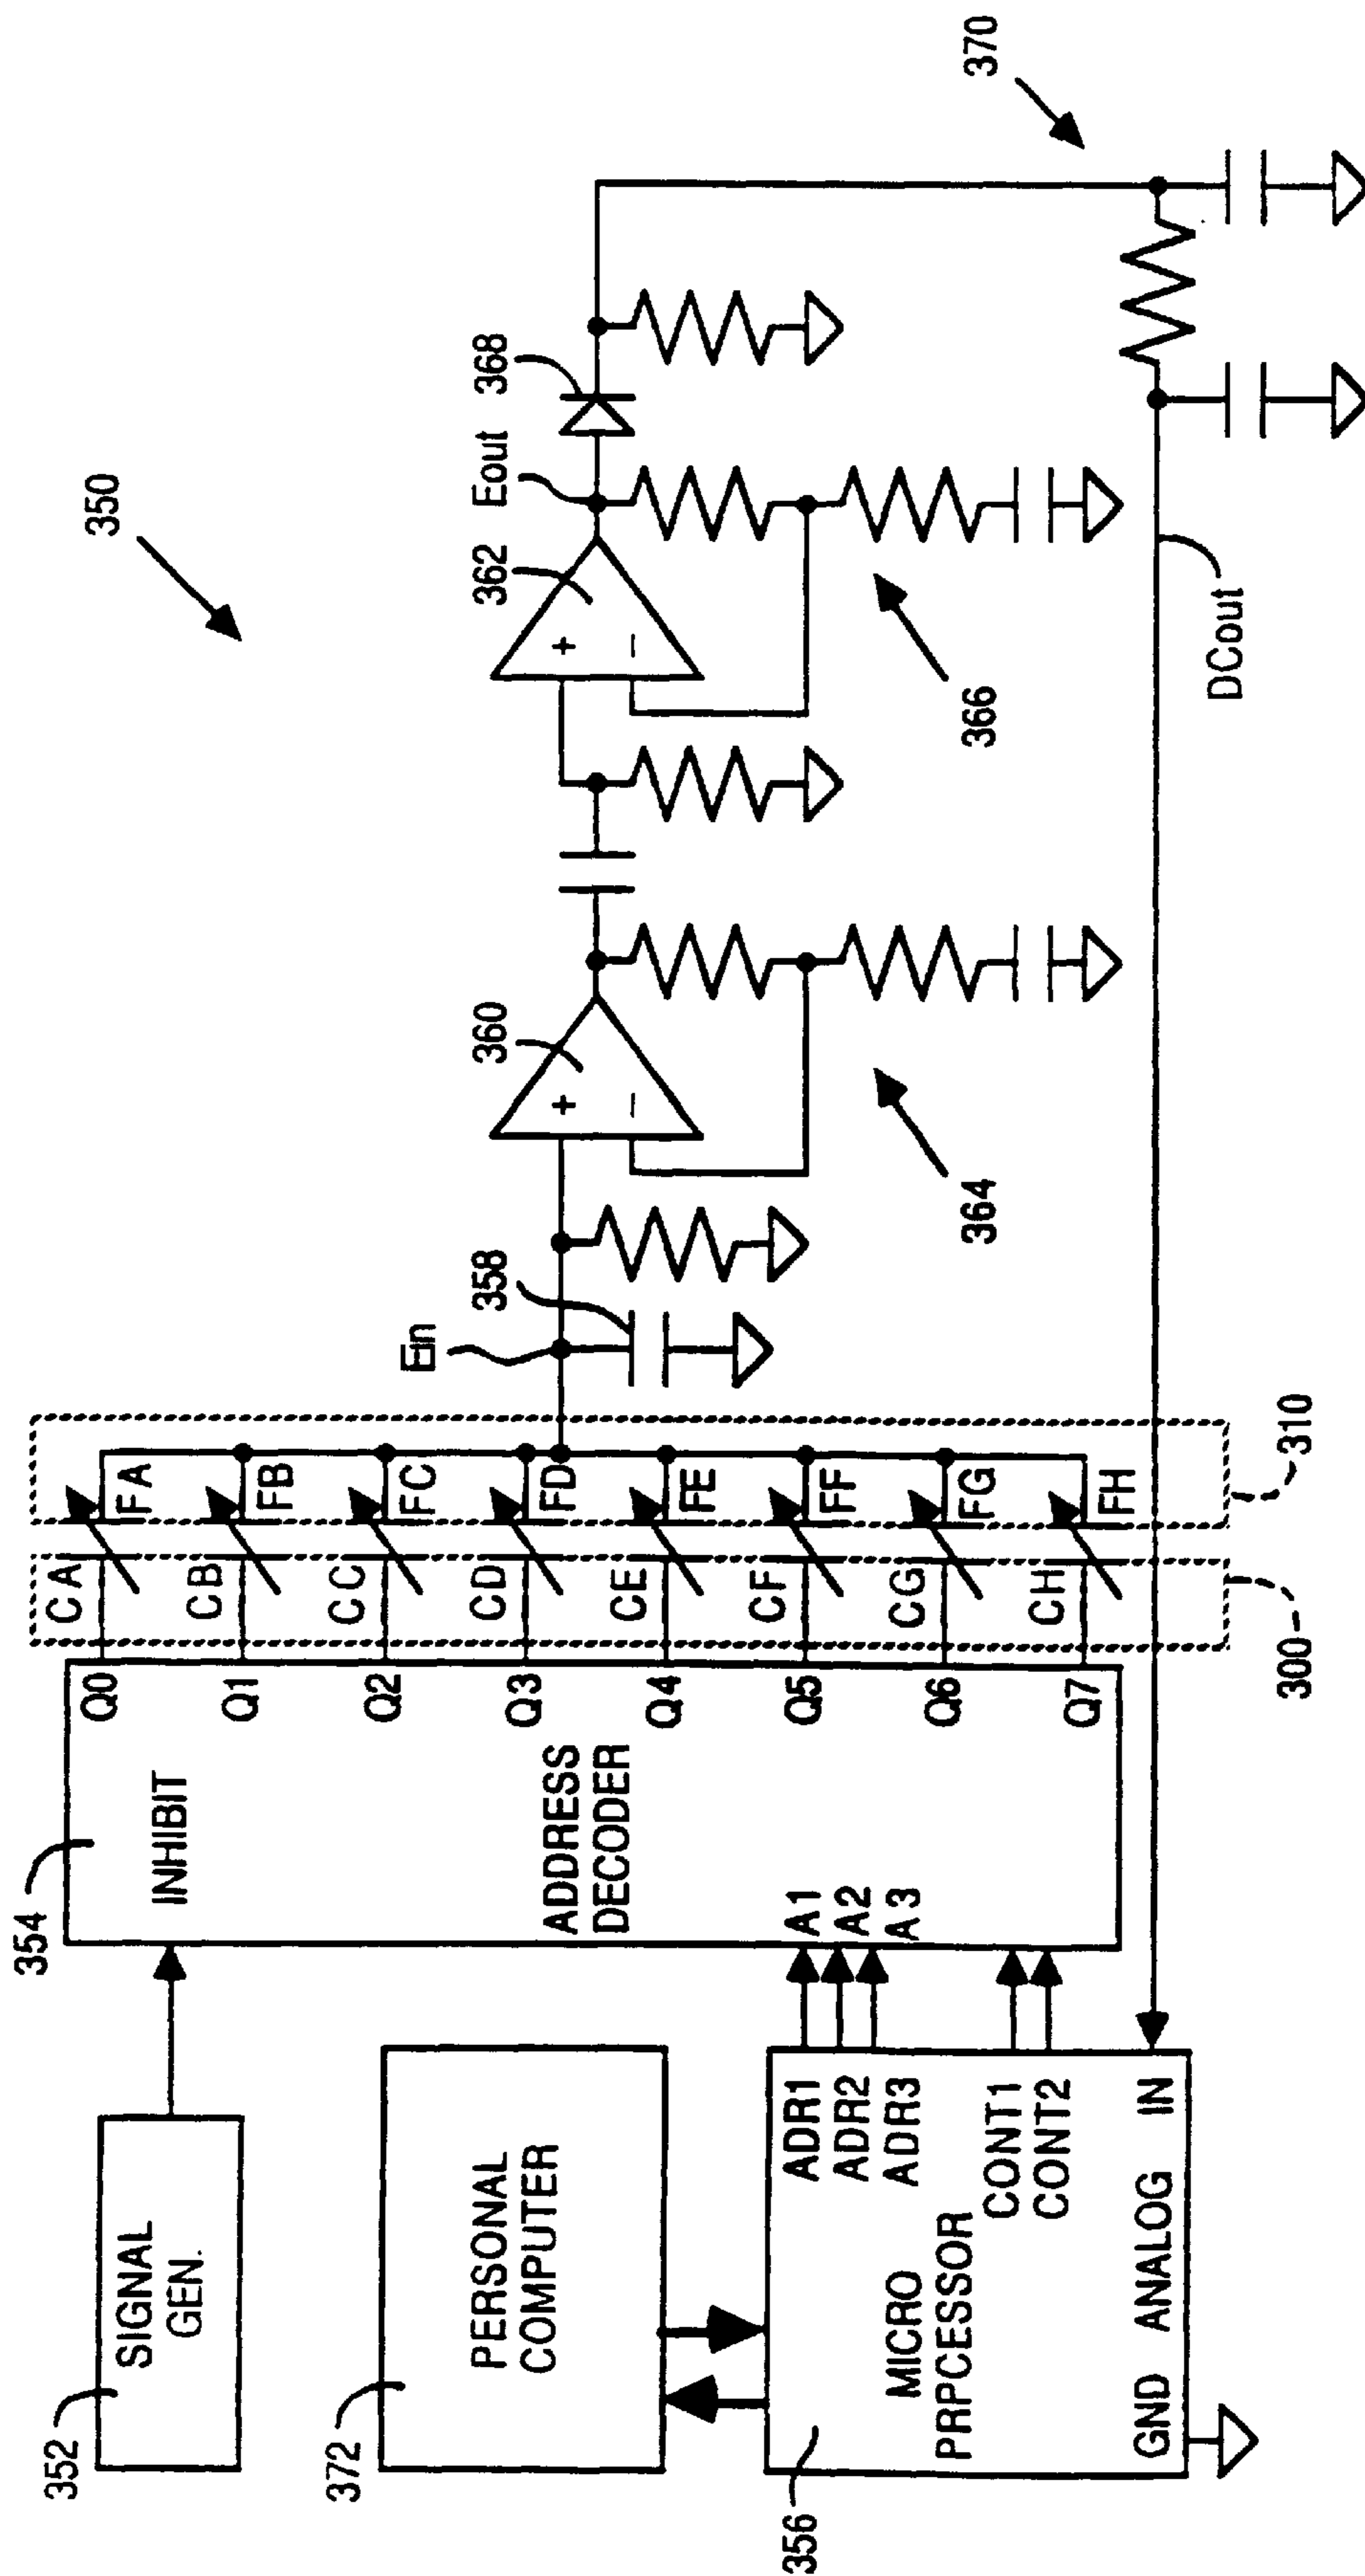 350
352
SIGNAL
GEN.
354
INHIBIT
ADDRESS
DECODER
A1
A2
A3
Q0
Q1
Q2
Q3
Q4
Q5
Q6
Q7
CA
CB
CC
CD
CE
CF
CG
CH
FA
FB
FC
FD
FE
FF
FG
FH
300
310
372
PERSONAL
COMPUTER
356
MICRO
PRPCESSOR
ADR1
ADR2
ADR3
CONT1
CONT2
GND ANALOG IN
Ein
358
360
+
−
364
362
+
−
366
Eout
368
370
DCout